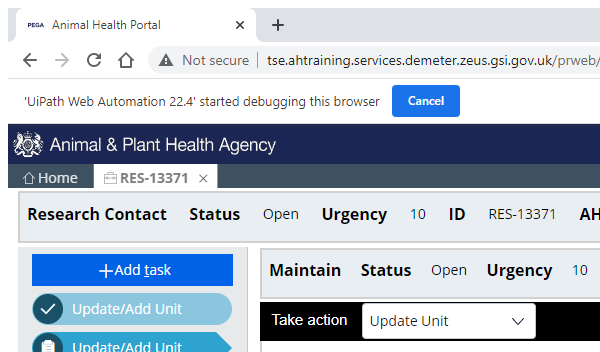 PEGA Animal Health Portal
Not secure tse.ahtraining.services.demeter.zeus.gsi.gov.uk/prweb/
'UiPath Web Automation 22.4' started debugging this browser Cancel
Animal & Plant Health Agency
Home RES-13371
Research Contact Status Open Urgency 10 ID RES-13371 AH
Add task
Maintain Status Open Urgency 10
Update/Add Unit
Take action Update Unit
Update/Add Unit